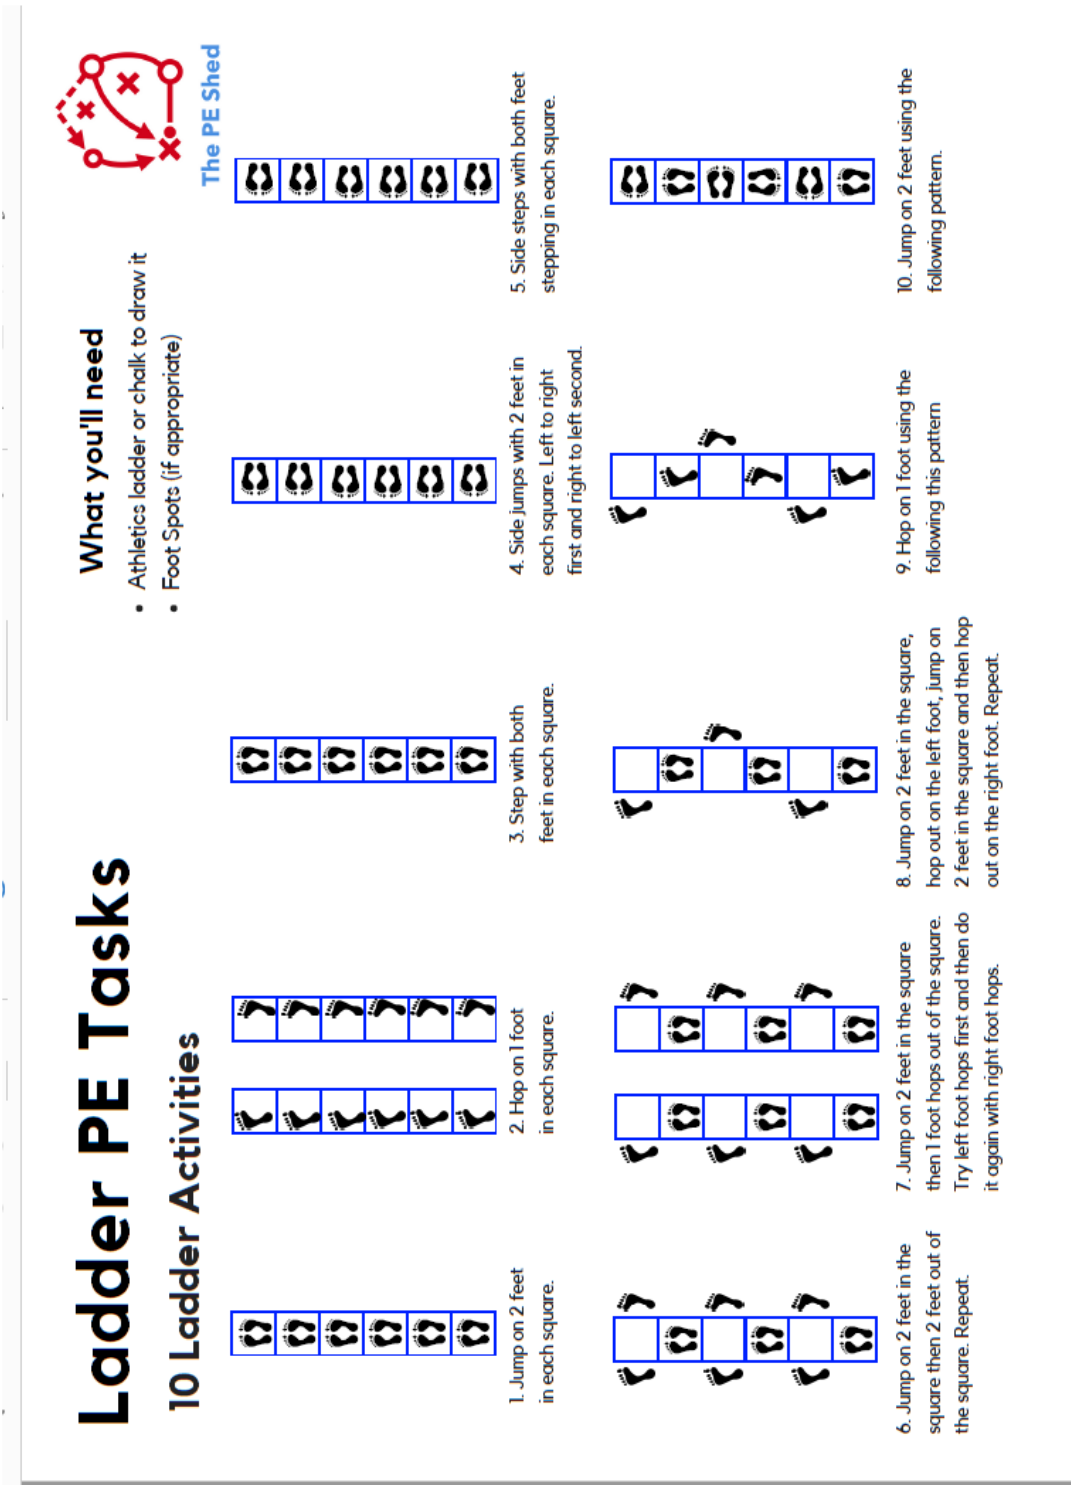 Ladder PE Tasks
10 Ladder Activities
What you'll need
• Athletics ladder or chalk to draw it
• Foot Spots (if appropriate)
The PE Shed
1. Jump on 2 feet
in each square.
2. Hop on 1 foot
in each square.
3. Step with both
feet in each square.
4. Side jumps with 2 feet in
each square. Left to right
first and right to left second.
5. Side steps with both feet
stepping in each square.
6. Jump on 2 feet in the
square then 2 feet out of
the square. Repeat.
7. Jump on 2 feet in the square
then 1 foot hops out of the square.
Try left foot hops first and then do
it again with right foot hops.
8. Jump on 2 feet in the square,
hop out on the left foot, jump on
2 feet in the square and then hop
out on the right foot. Repeat.
9. Hop on 1 foot using the
following this pattern
10. Jump on 2 feet using the
following pattern.